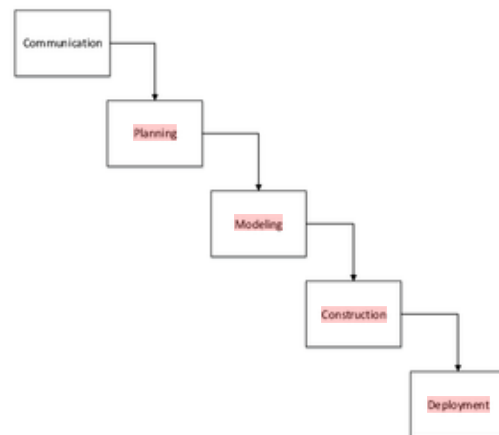 Communication
Planning
Modeling
Construction
Deployment